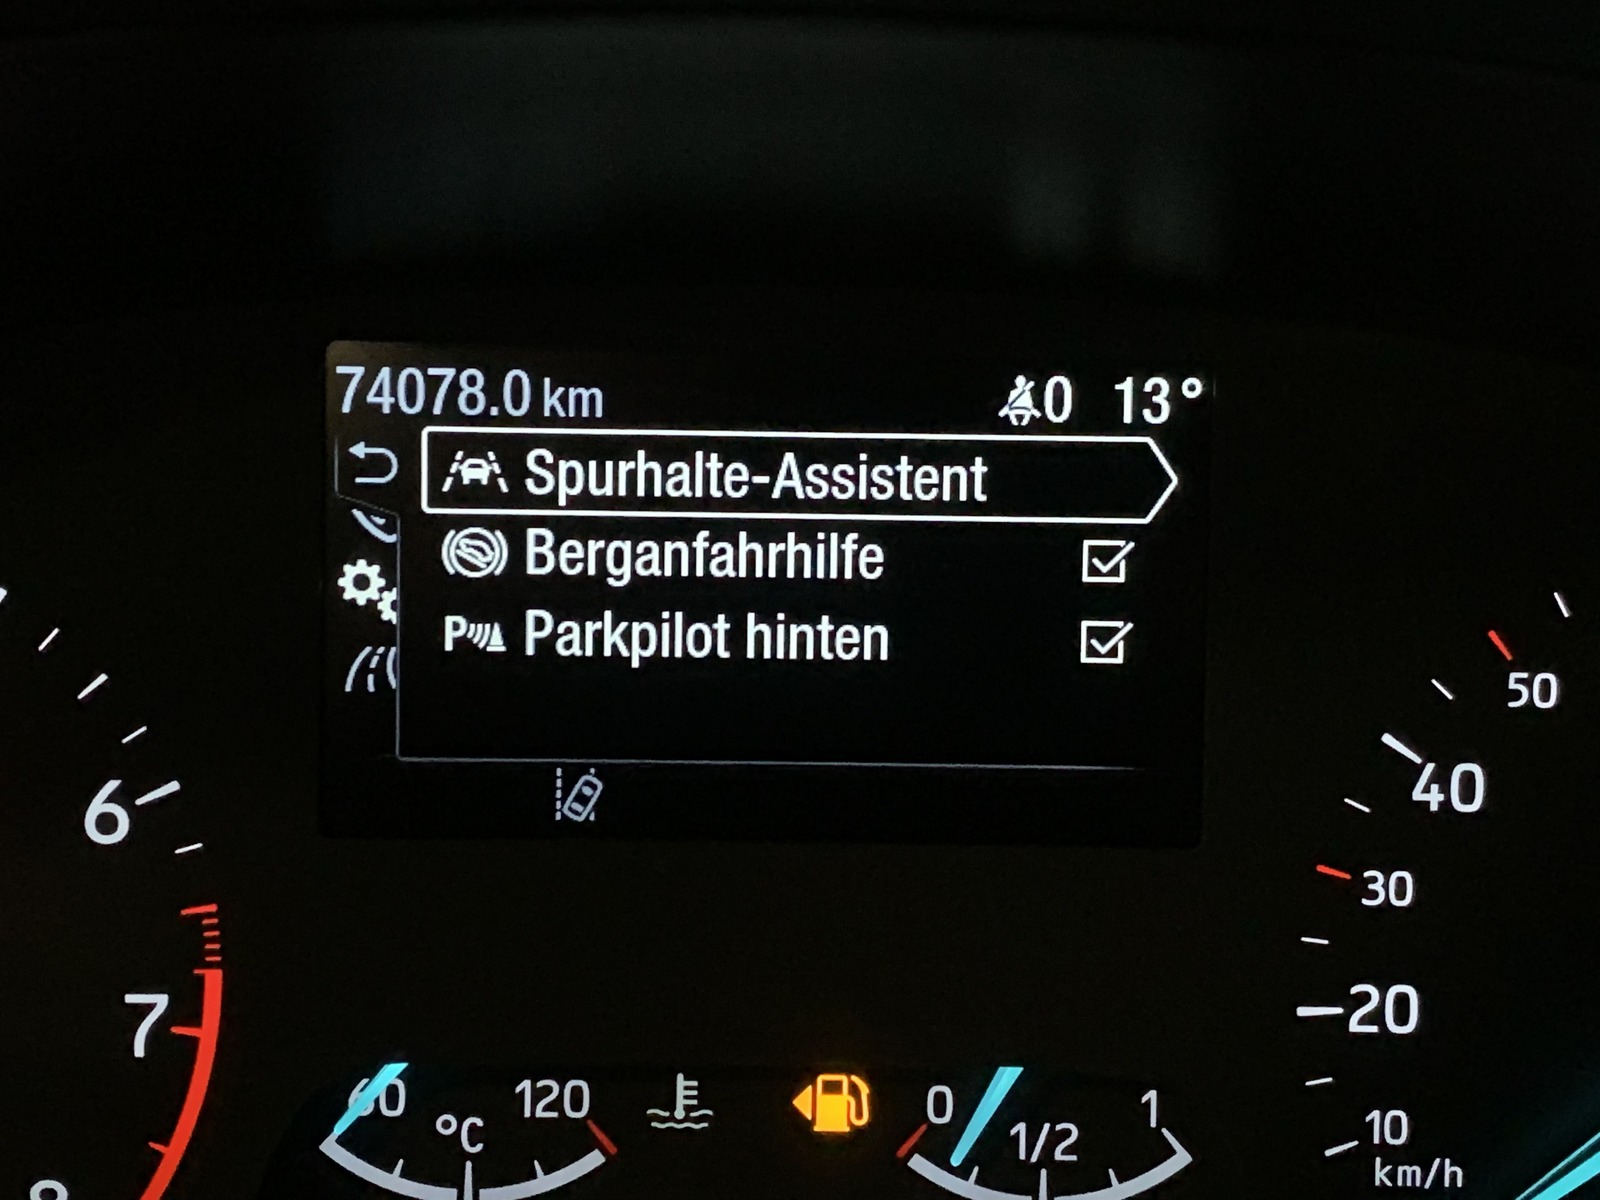 74078.0 km 0 13°
Spurhalte-Assistent
Berganfahrhilfe
P Parkpilot hinten
6
7
8
50
40
30
20
10
km/h
60 °C 120
0 1/2 1